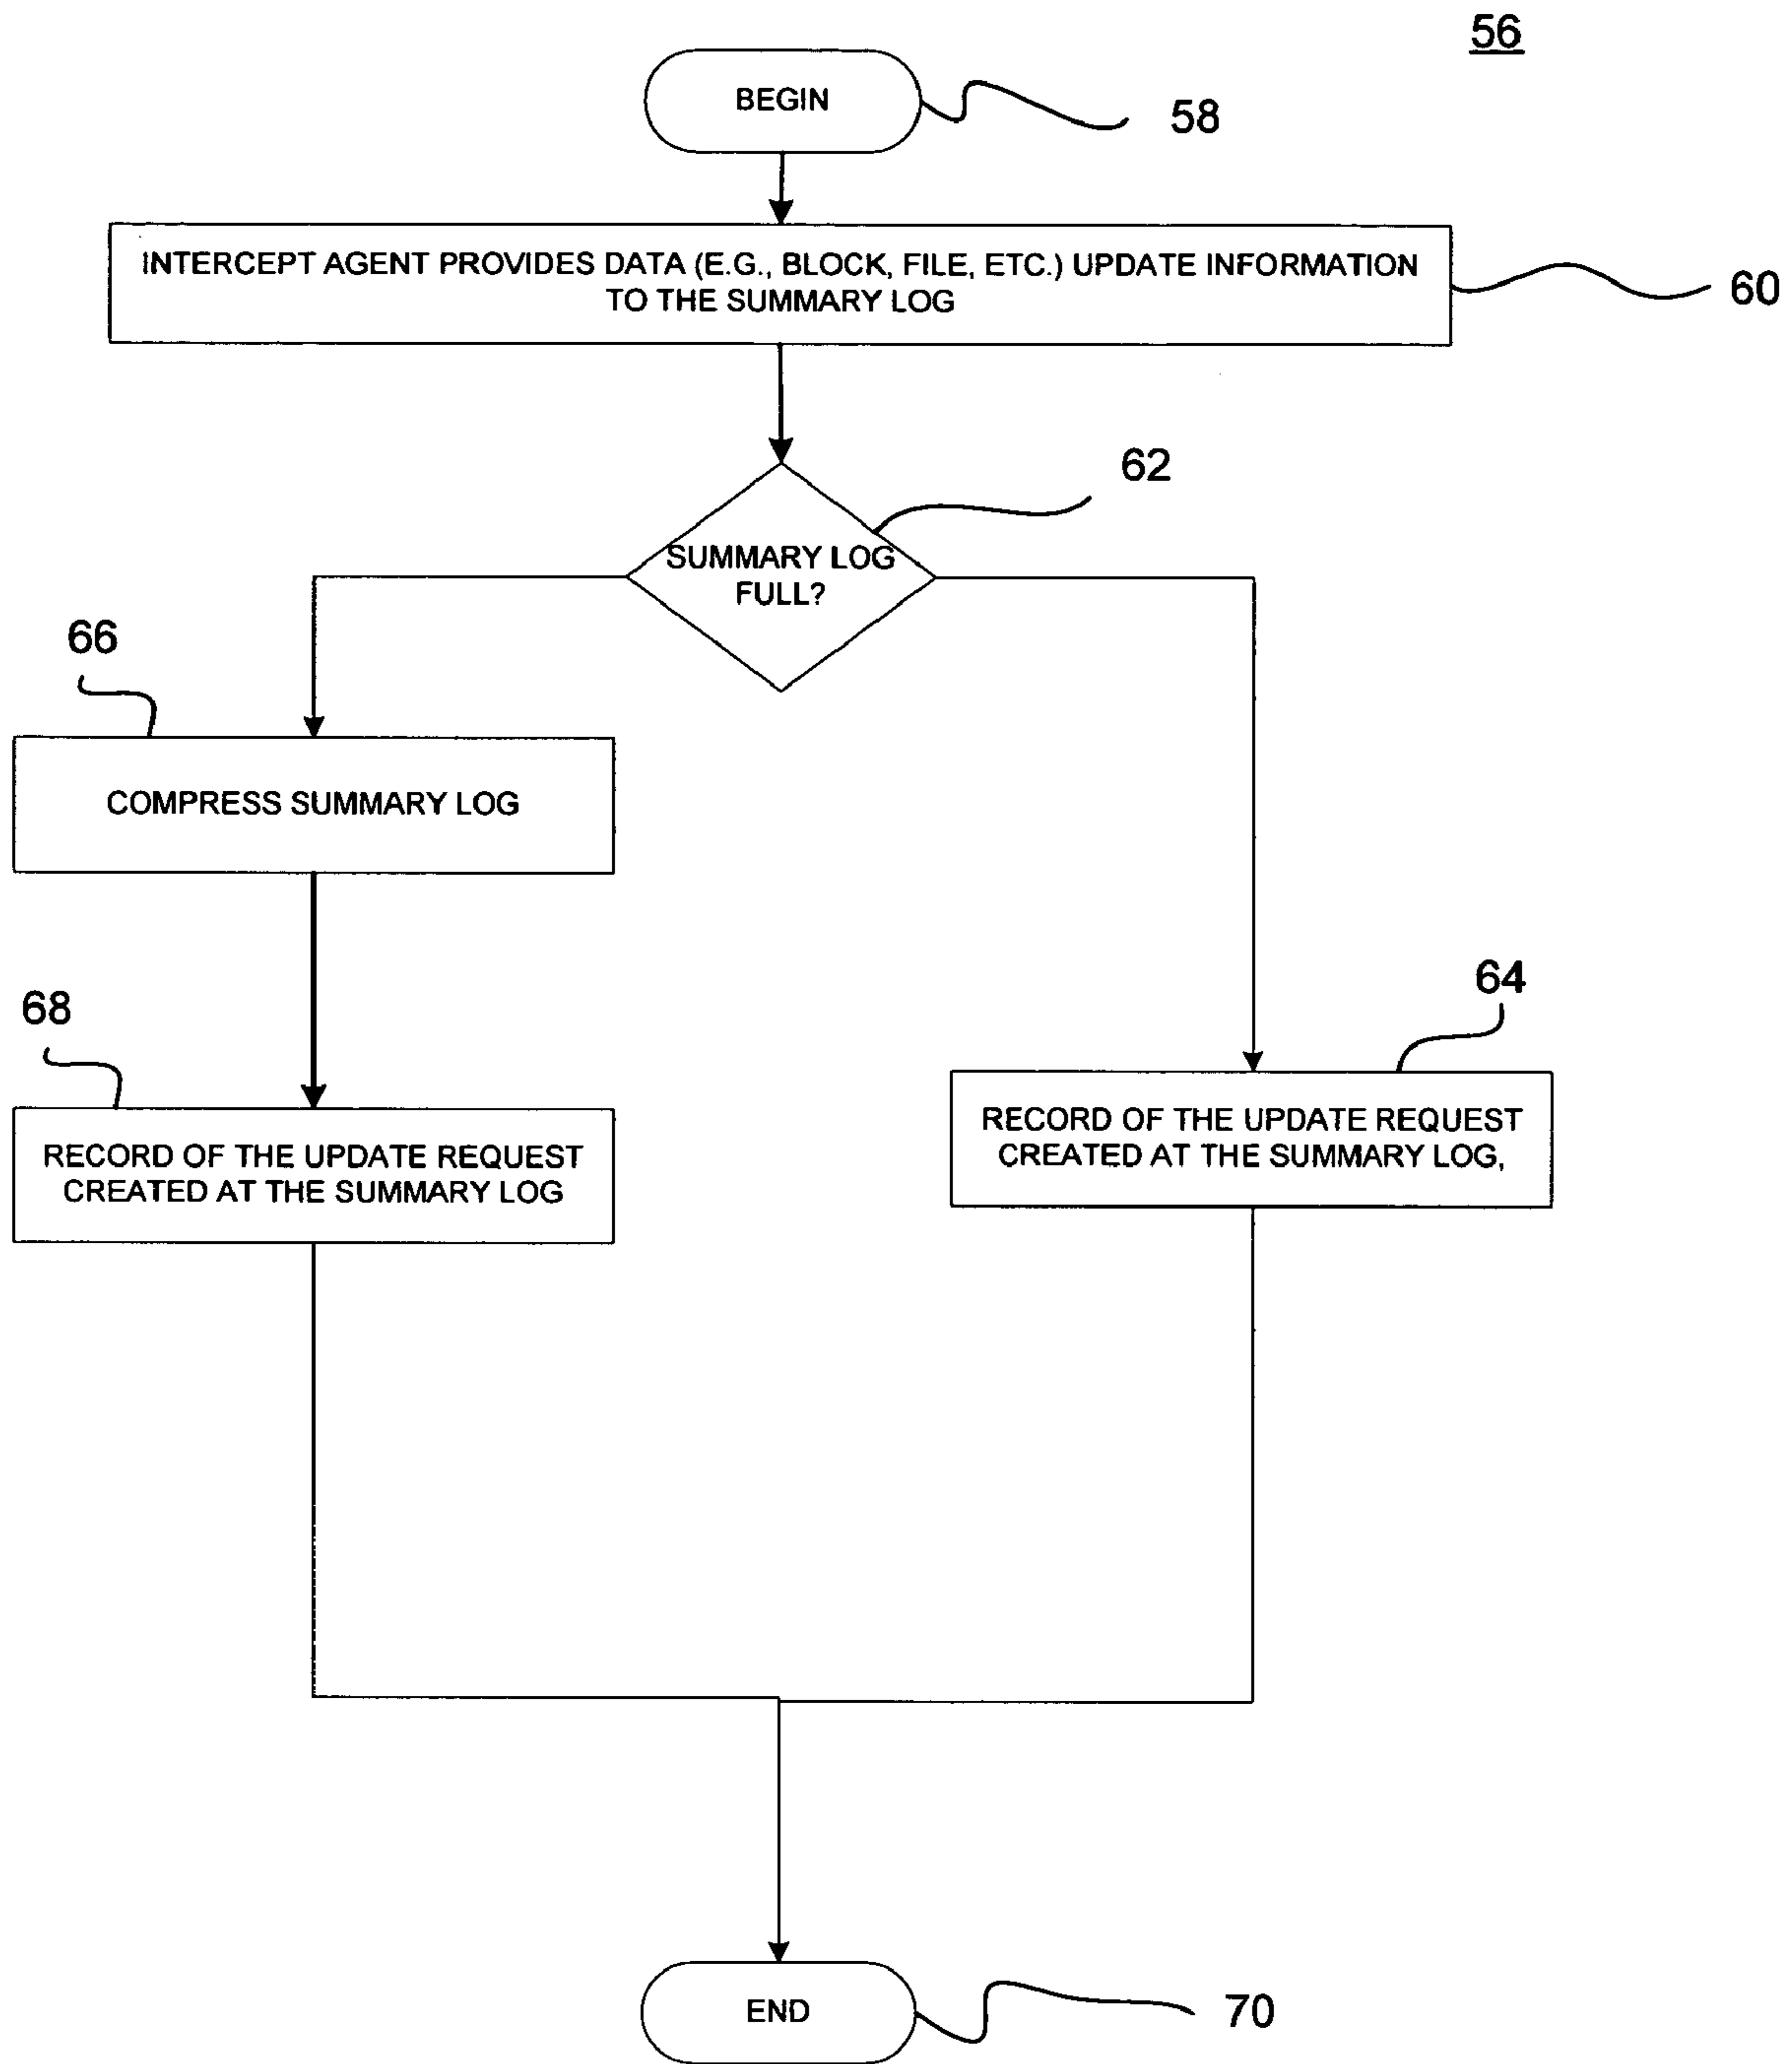 56
BEGIN
58
INTERCEPT AGENT PROVIDES DATA (E.G., BLOCK, FILE, ETC.) UPDATE INFORMATION
TO THE SUMMARY LOG
60
62
SUMMARY LOG
FULL?
66
COMPRESS SUMMARY LOG
64
68
RECORD OF THE UPDATE REQUEST
CREATED AT THE SUMMARY LOG,
RECORD OF THE UPDATE REQUEST
CREATED AT THE SUMMARY LOG
END
70